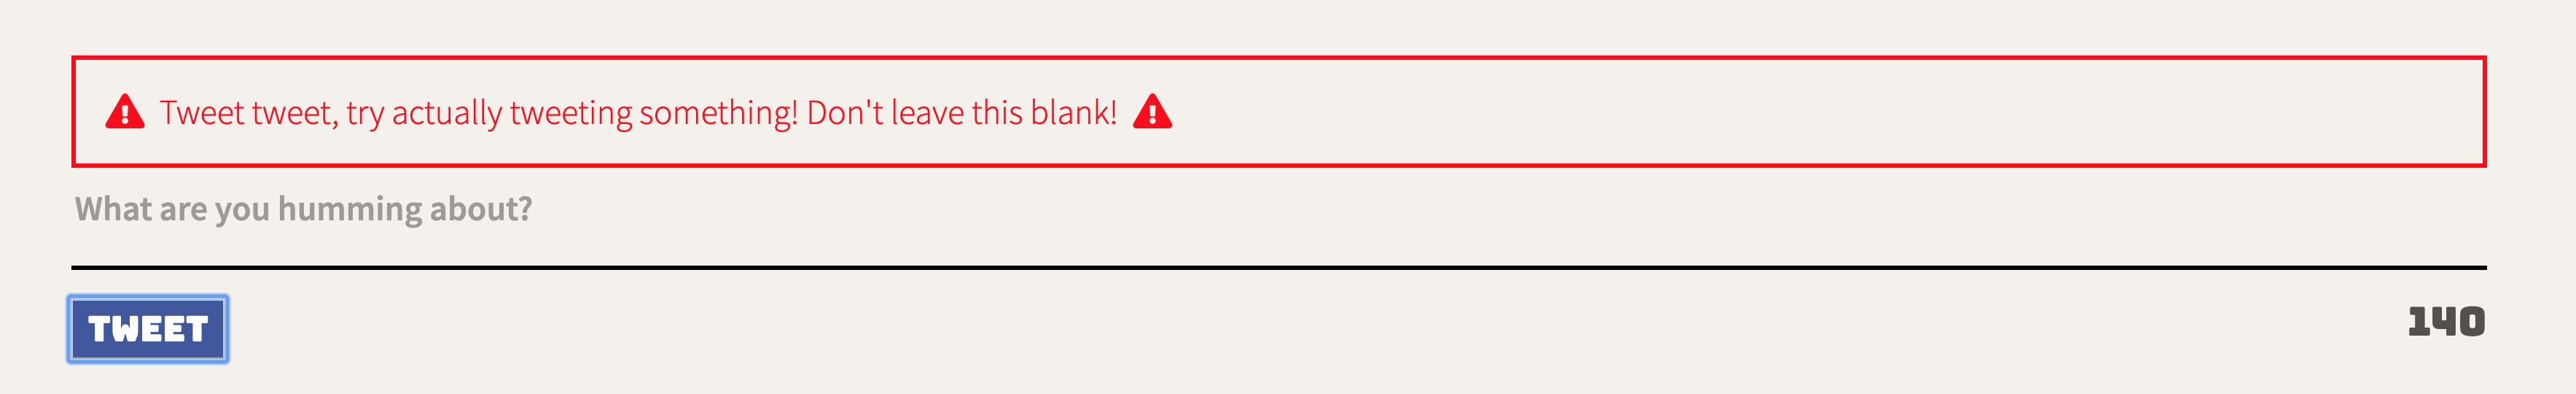 Tweet tweet, try actually tweeting something! Don't leave this blank!
What are you humming about?
TWEET
140